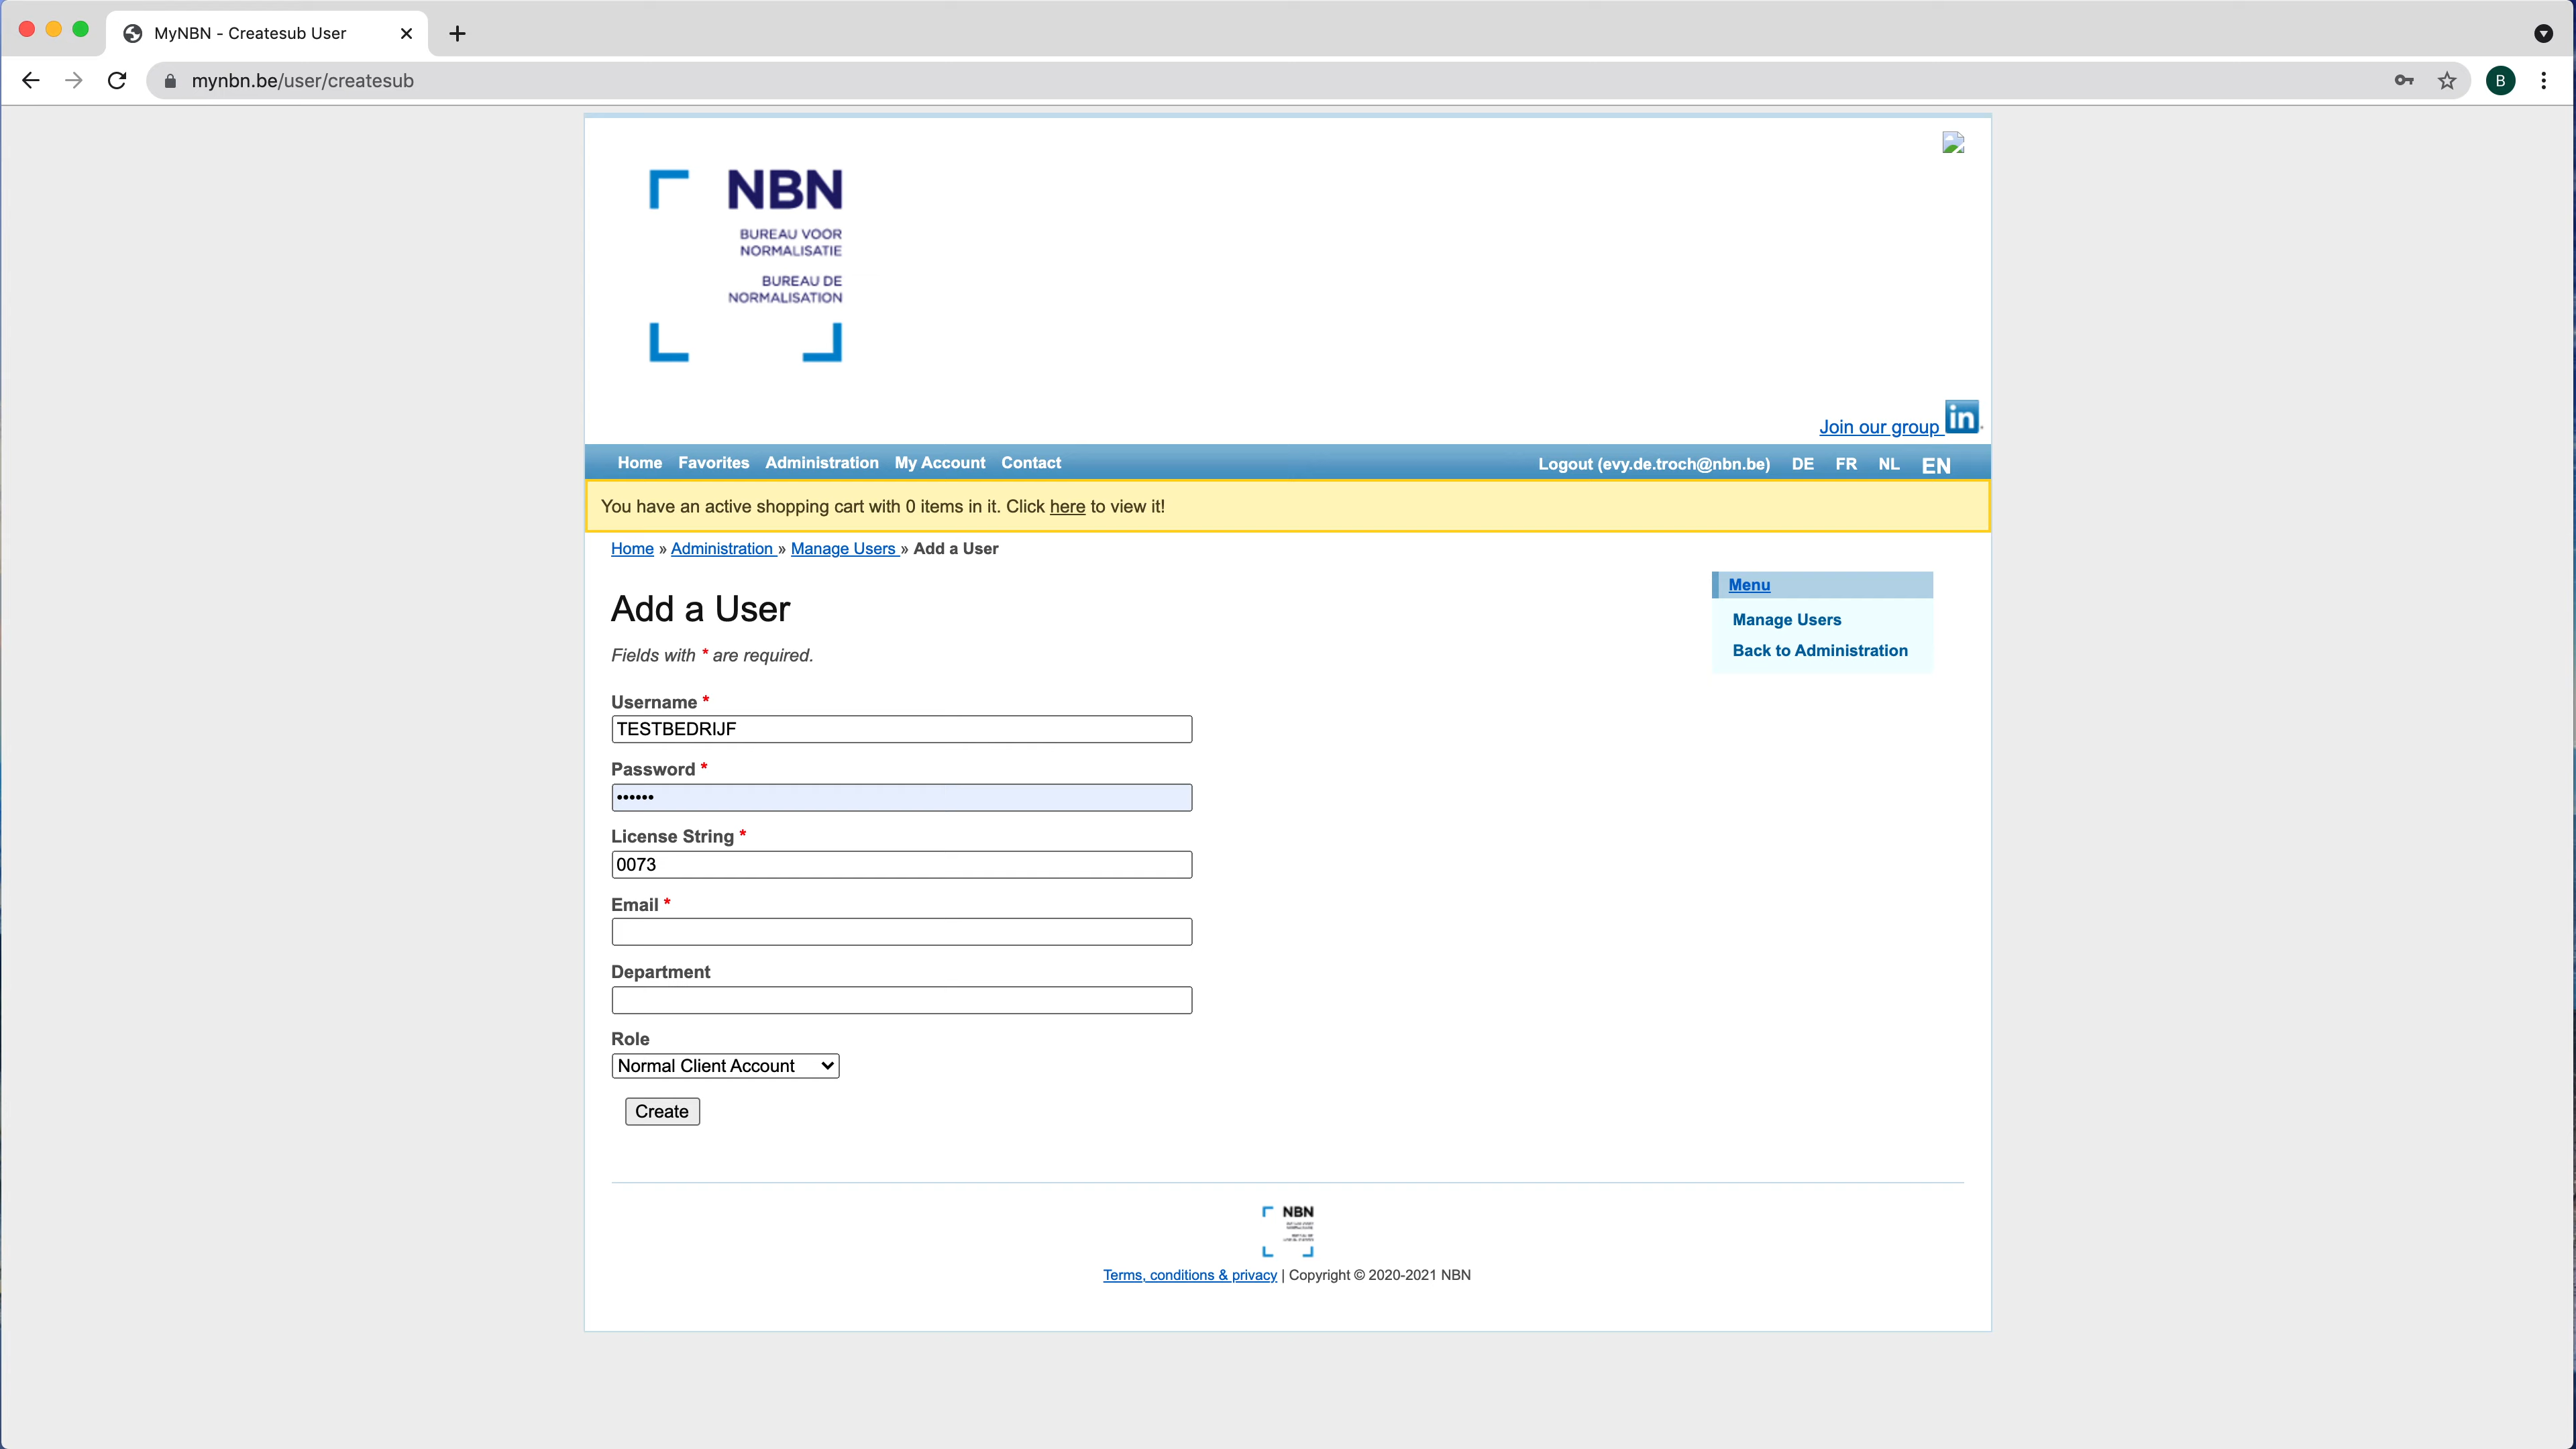 MyNBN - Createsub User
mynbn.be/user/createsub
B
NBN
BUREAU VOOR
NORMALISATIE
BUREAU DE
NORMALISATION
Join our group in
Home Favorites Administration My Account Contact Logout (evy.de.troch@nbn.be) DE FR NL EN
You have an active shopping cart with 0 items in it. Click here to view it!
Home » Administration » Manage Users » Add a User
Menu
Manage Users
Back to Administration
Add a User
Fields with * are required.
Username *
TESTBEDRIJF
Password *
••••••
License String *
0073
Email *
Department
Role
Normal Client Account
Create
NBN
Terms, conditions & privacy | Copyright © 2020-2021 NBN